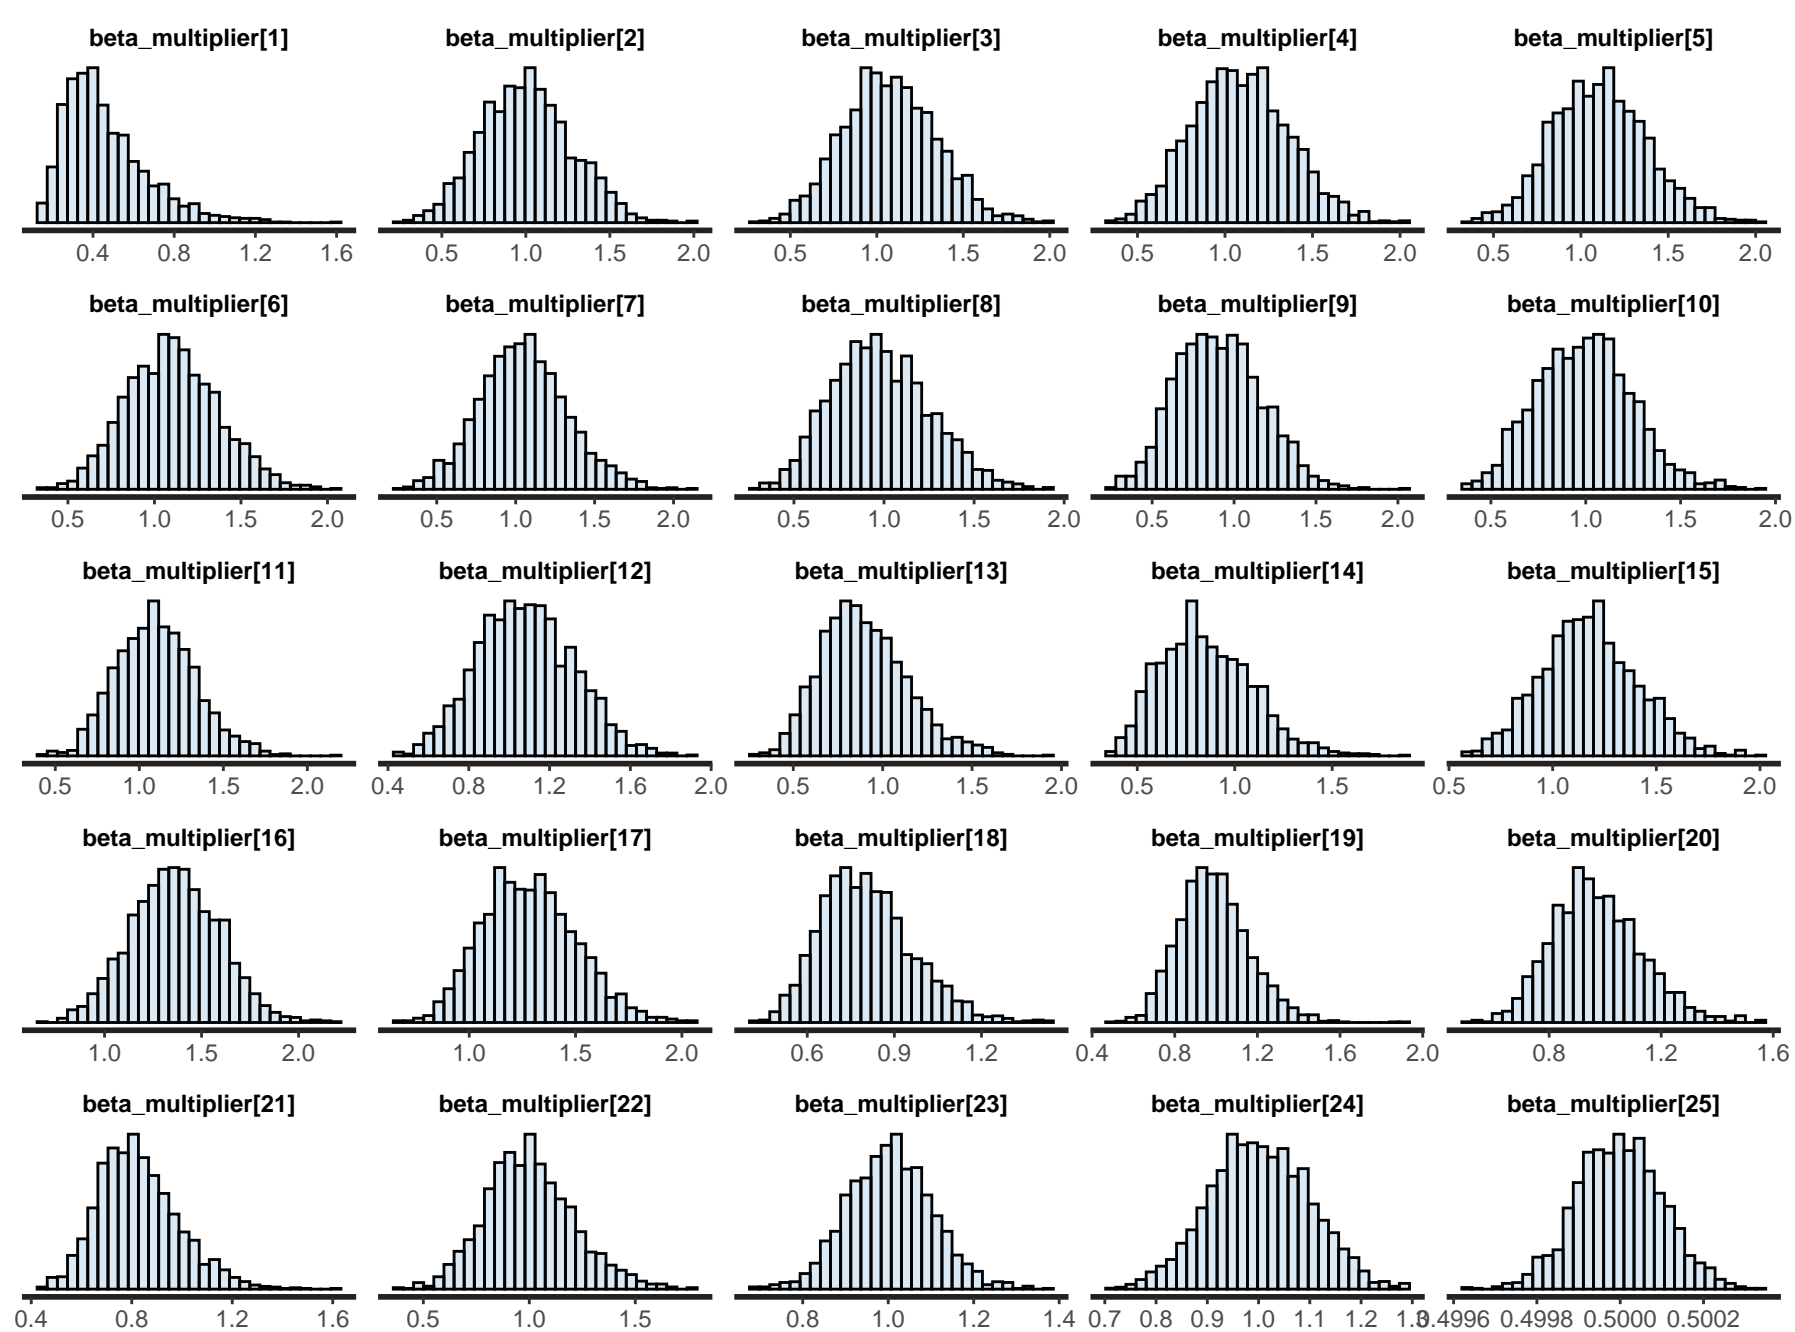 beta_multiplier[1] beta_multiplier[2] beta_multiplier[3] beta_multiplier[4] beta_multiplier[5]
0.4 0.8 1.2 1.6 0.5 1.0 1.5 2.0 0.5 1.0 1.5 2.0 0.5 1.0 1.5 2.0 0.5 1.0 1.5 2.0
beta_multiplier[6] beta_multiplier[7] beta_multiplier[8] beta_multiplier[9] beta_multiplier[10]
0.5 1.0 1.5 2.0 0.5 1.0 1.5 2.0 0.5 1.0 1.5 2.0 0.5 1.0 1.5 2.0 0.5 1.0 1.5 2.0
beta_multiplier[11] beta_multiplier[12] beta_multiplier[13] beta_multiplier[14] beta_multiplier[15]
0.5 1.0 1.5 2.0 0.4 0.8 1.2 1.6 2.0 0.5 1.0 1.5 2.0 0.5 1.0 1.5 0.5 1.0 1.5 2.0
beta_multiplier[16] beta_multiplier[17] beta_multiplier[18] beta_multiplier[19] beta_multiplier[20]
1.0 1.5 2.0 1.0 1.5 2.0 0.6 0.9 1.2 0.4 0.8 1.2 1.6 2.0 0.8 1.2 1.6
beta_multiplier[21] beta_multiplier[22] beta_multiplier[23] beta_multiplier[24] beta_multiplier[25]
0.4 0.8 1.2 1.6 0.5 1.0 1.5 0.8 1.0 1.2 1.4 0.7 0.8 0.9 1.0 1.1 1.2 1.3 0.4996 0.4998 0.5000 0.5002